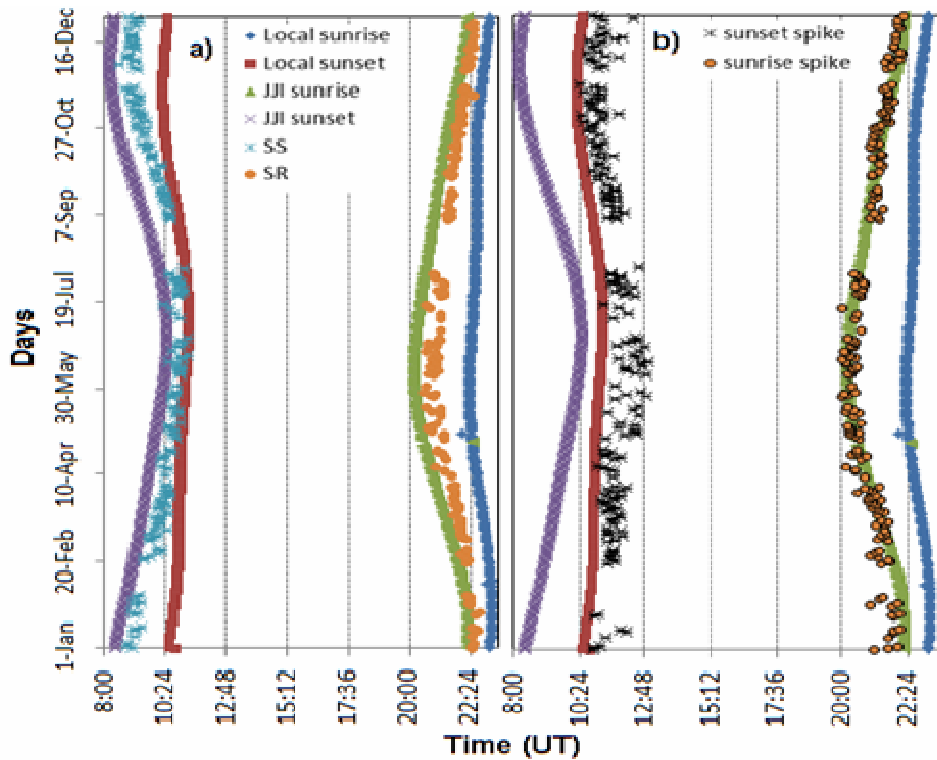 a)
Local sunrise
Local sunset
JJI sunrise
JJI sunset
SS
SR
b)
sunset spike
sunrise spike
Days
16-Dec
27-Oct
7-Sep
19-Jul
30-May
10-Apr
20-Feb
1-Jan
8:00
10:24
12:48
15:12
17:36
20:00
22:24
8:00
10:24
12:48
15:12
17:36
20:00
22:24
Time (UT)